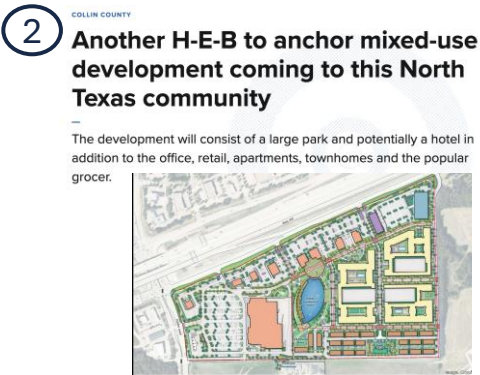 2
COLLIN COUNTY
Another H-E-B to anchor mixed-use
development coming to this North
Texas community
The development will consist of a large park and potentially a hotel in
addition to the office, retail, apartments, townhomes and the popular
grocer.